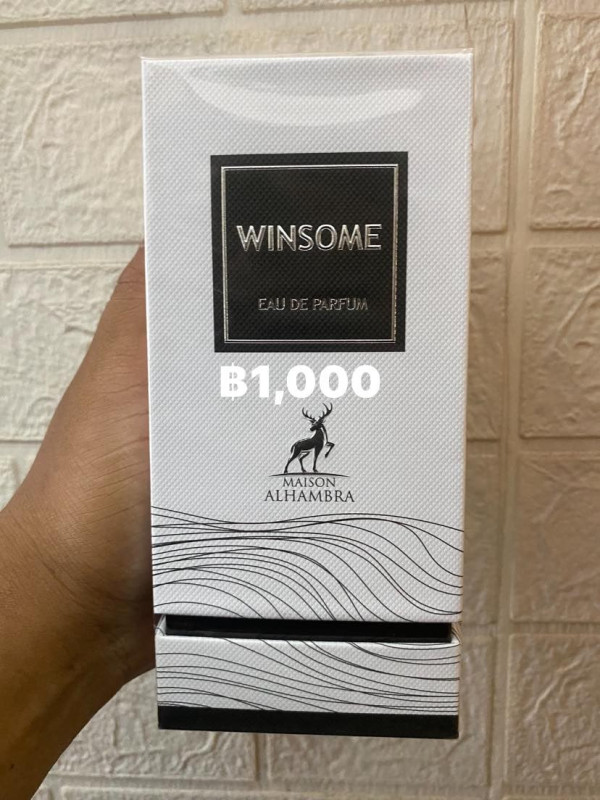 WINSOME
EAU DE PARFUM
฿1,000
MAISON
ALHAMBRA